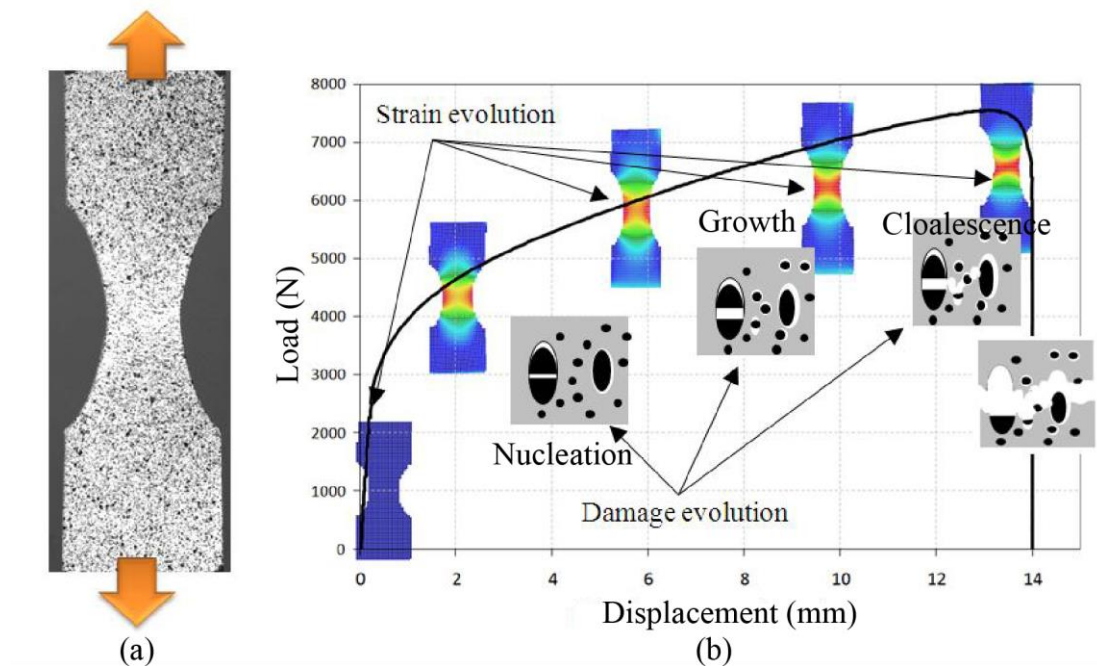 8000
7000
6000
5000
4000
3000
2000
1000
0
Load (N)
Strain evolution
Growth
Cloalescence
Nucleation
Damage evolution
0 2 4 6 8 10 12 14
Displacement (mm)
(a)
(b)